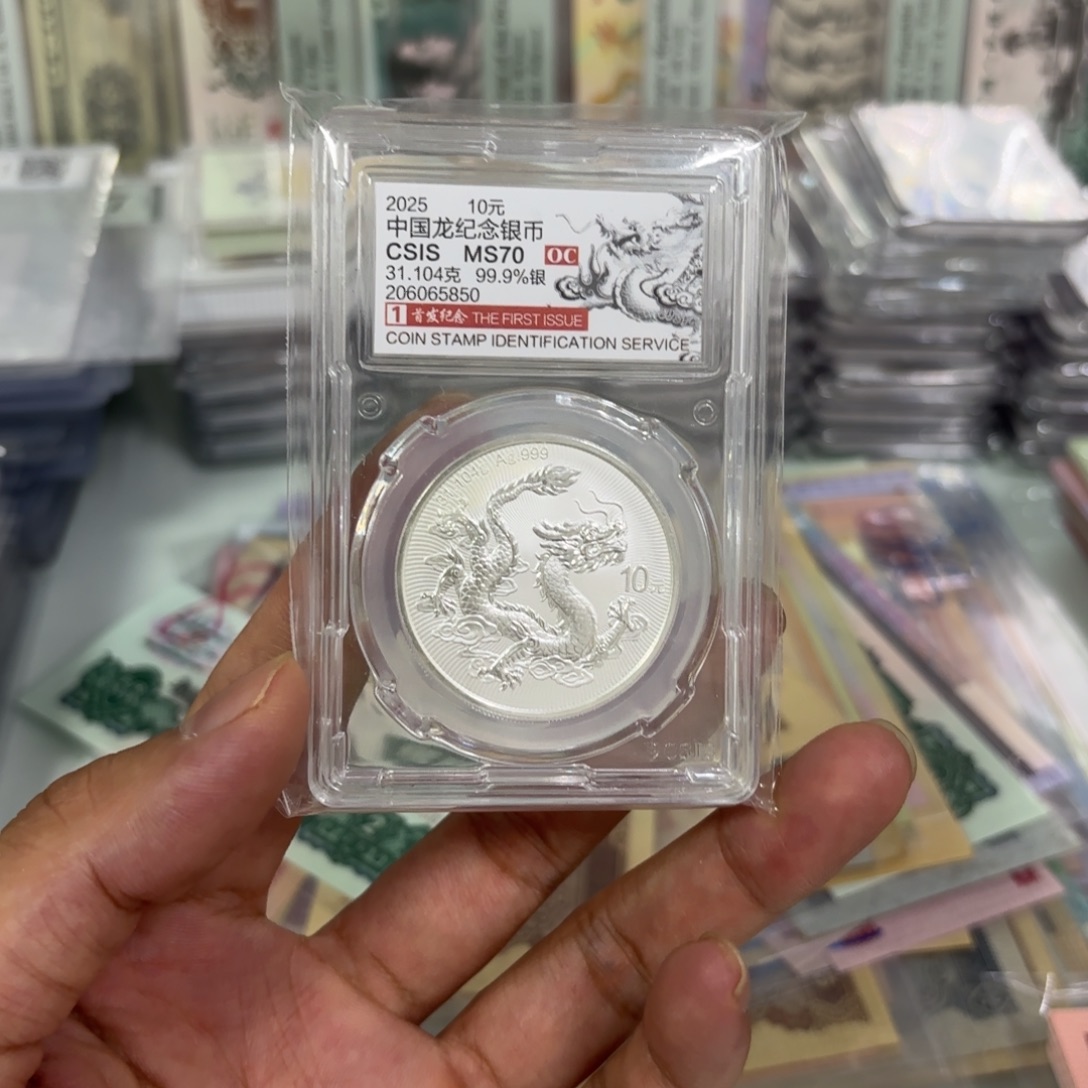 2025 10元
中国龙纪念银币
CSIS MS70 OC
31.104克 99.9%银
206065850
1 首发纪念 THE FIRST ISSUE
COIN STAMP IDENTIFICATION SERVICE
Ag.999
10元